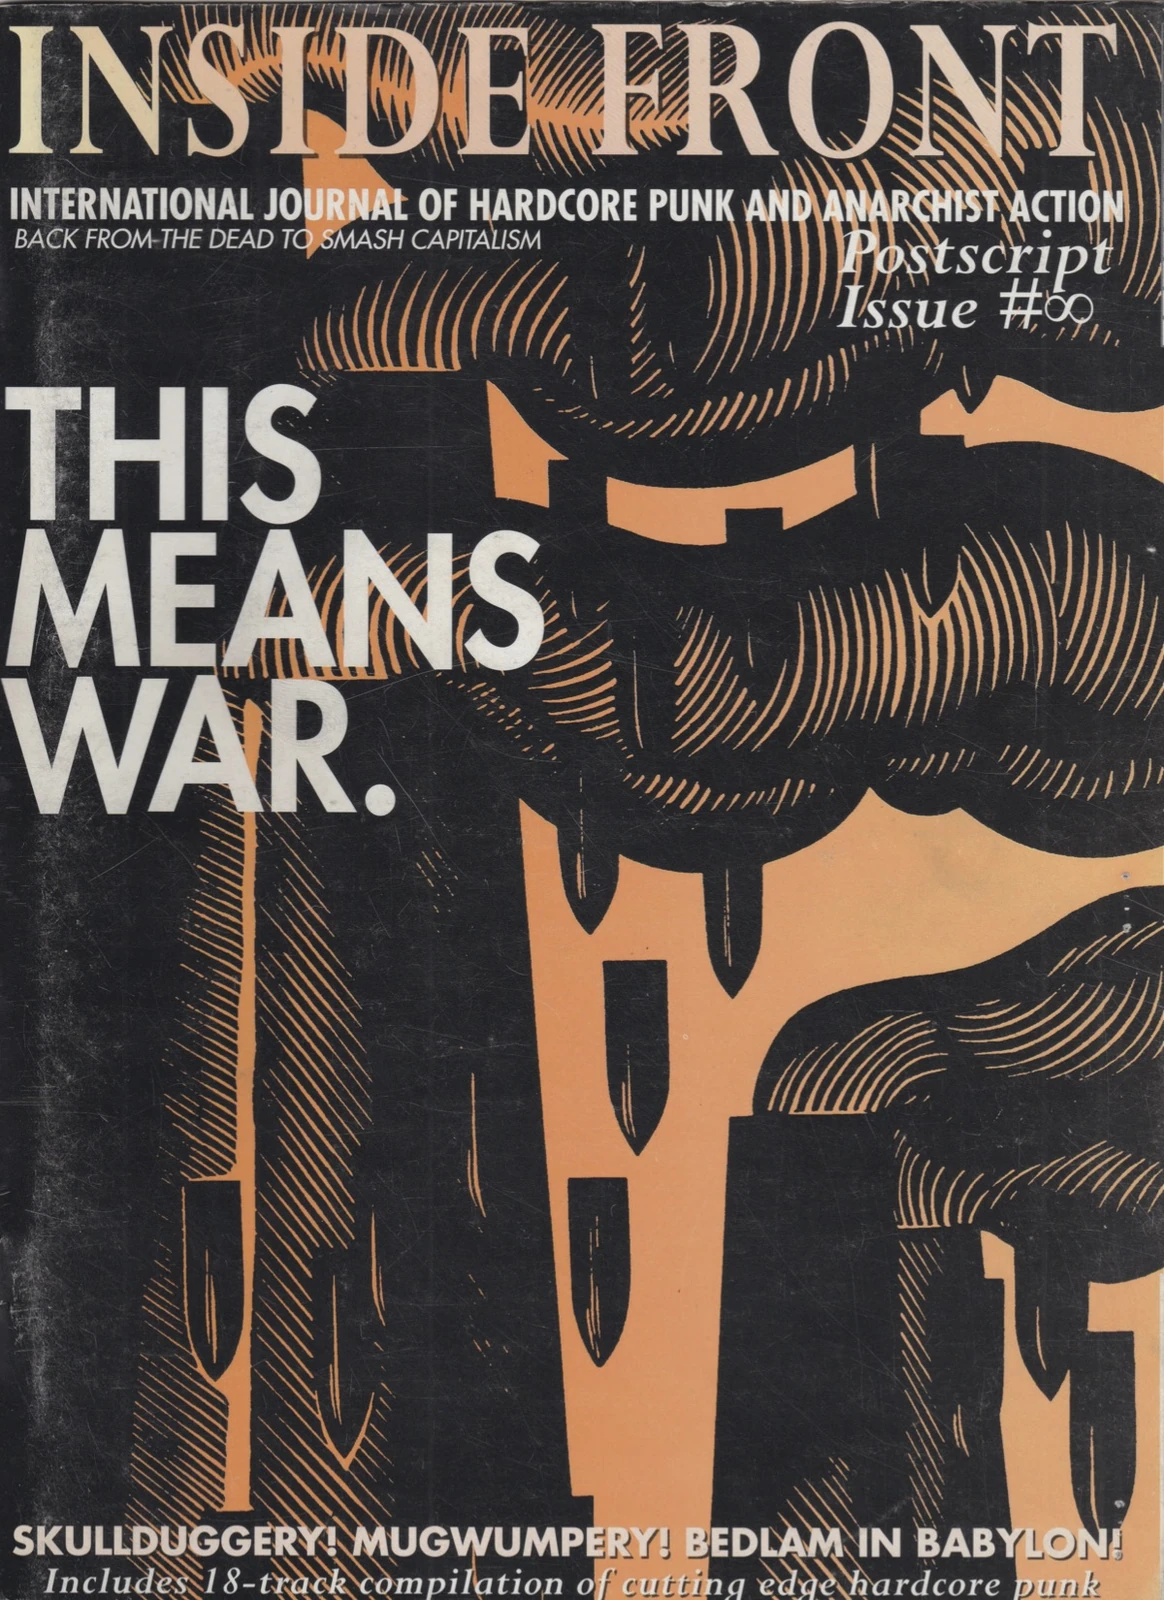 INSIDE FRONT
INTERNATIONAL JOURNAL OF HARDCORE PUNK AND ANARCHIST ACTION
BACK FROM THE DEAD TO SMASH CAPITALISM
Postscript
Issue #∞
THIS
MEANS
WAR.
SKULLDUGGERY! MUGWUMPERY! BEDLAM IN BABYLON!
Includes 18-track compilation of cutting edge hardcore punk